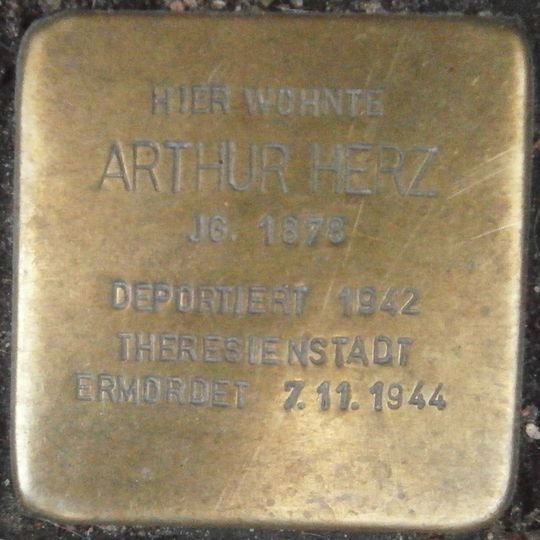 HIER WOHNTE
ARTHUR HERZ
JG. 1878
DEPORTIERT 1942
THERESIENSTADT
ERMORDET 7.11.1944